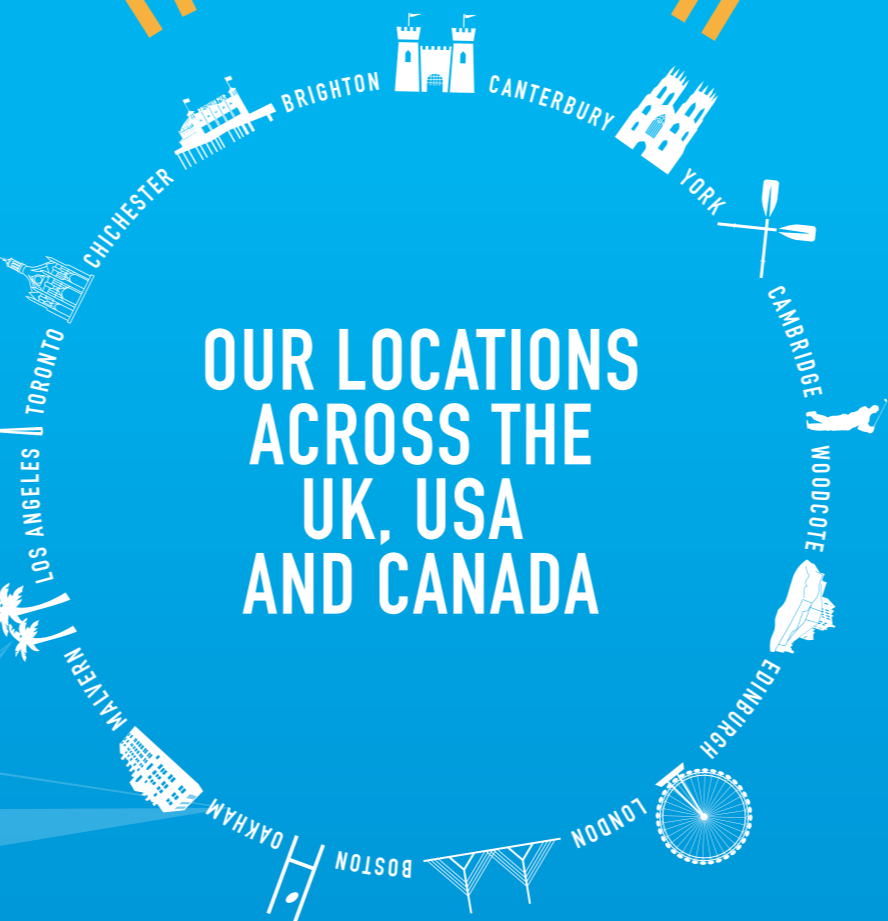 BRIGHTON
CANTERBURY
YORK
CAMBRIDGE
WOODCOTE
EDINBURGH
LONDON
BOSTON
OAKHAM
MALVERN
LOS ANGELES
TORONTO
CHICHESTER
OUR LOCATIONS
ACROSS THE
UK, USA
AND CANADA